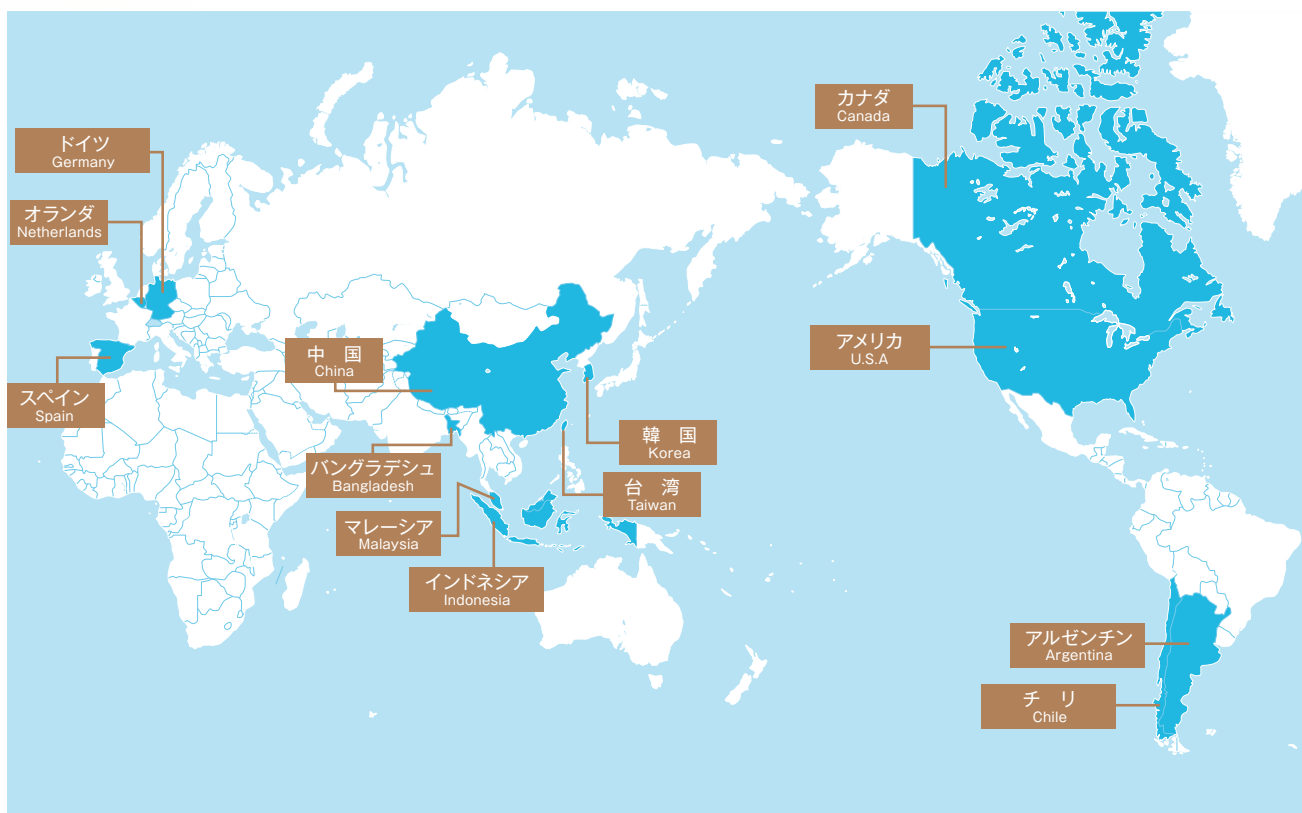 カナダ
Canada
ドイツ
Germany
オランダ
Netherlands
アメリカ
U.S.A
中　国
China
スペイン
Spain
韓　国
Korea
バングラデシュ
Bangladesh
台　湾
Taiwan
マレーシア
Malaysia
インドネシア
Indonesia
アルゼンチン
Argentina
チ　リ
Chile